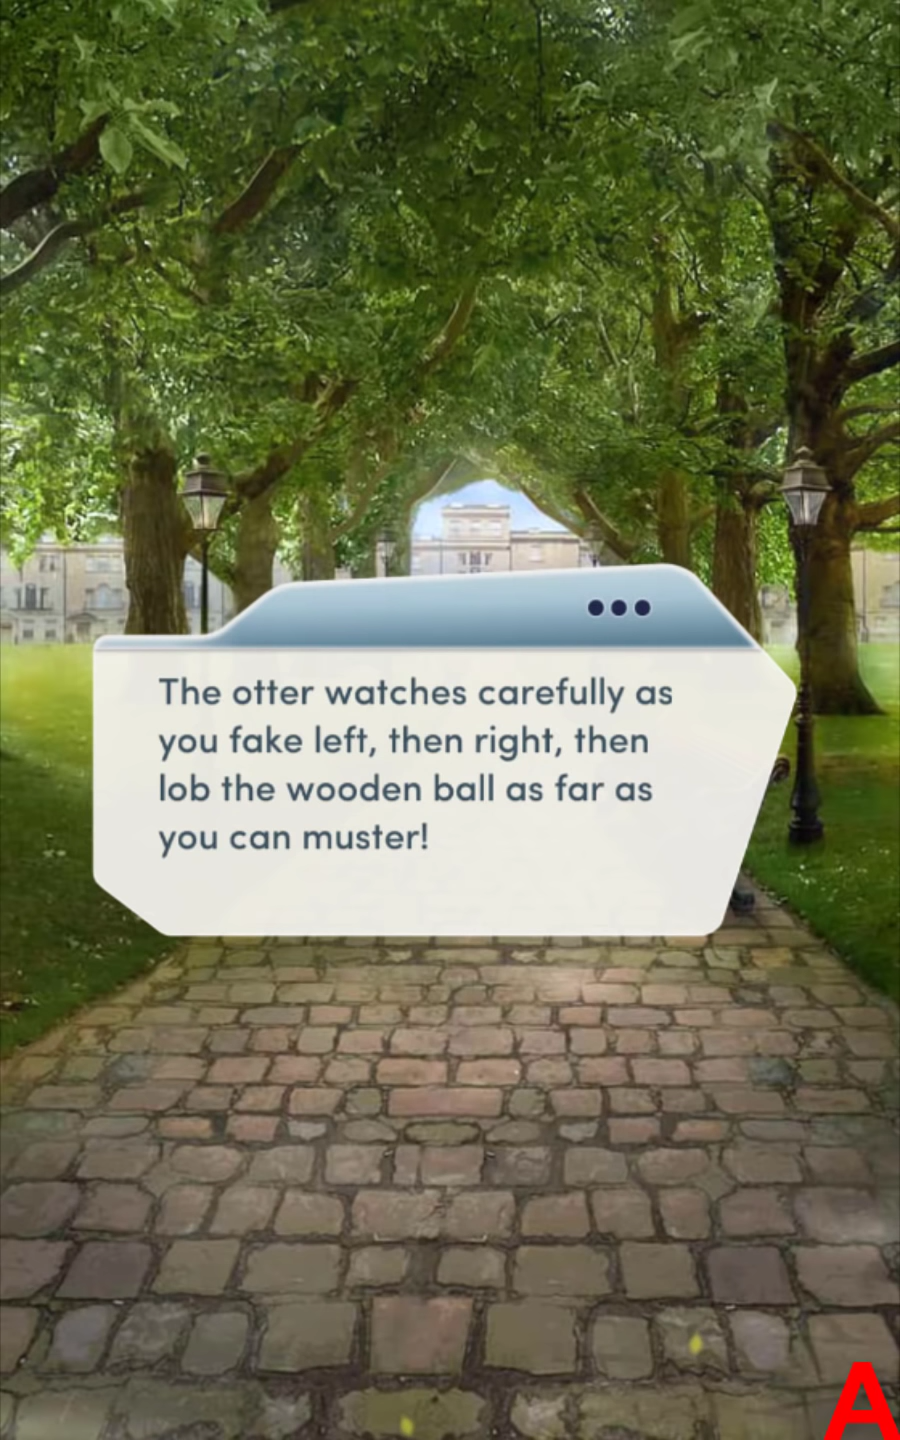 The otter watches carefully as
you fake left, then right, then
lob the wooden ball as far as
you can muster!
A